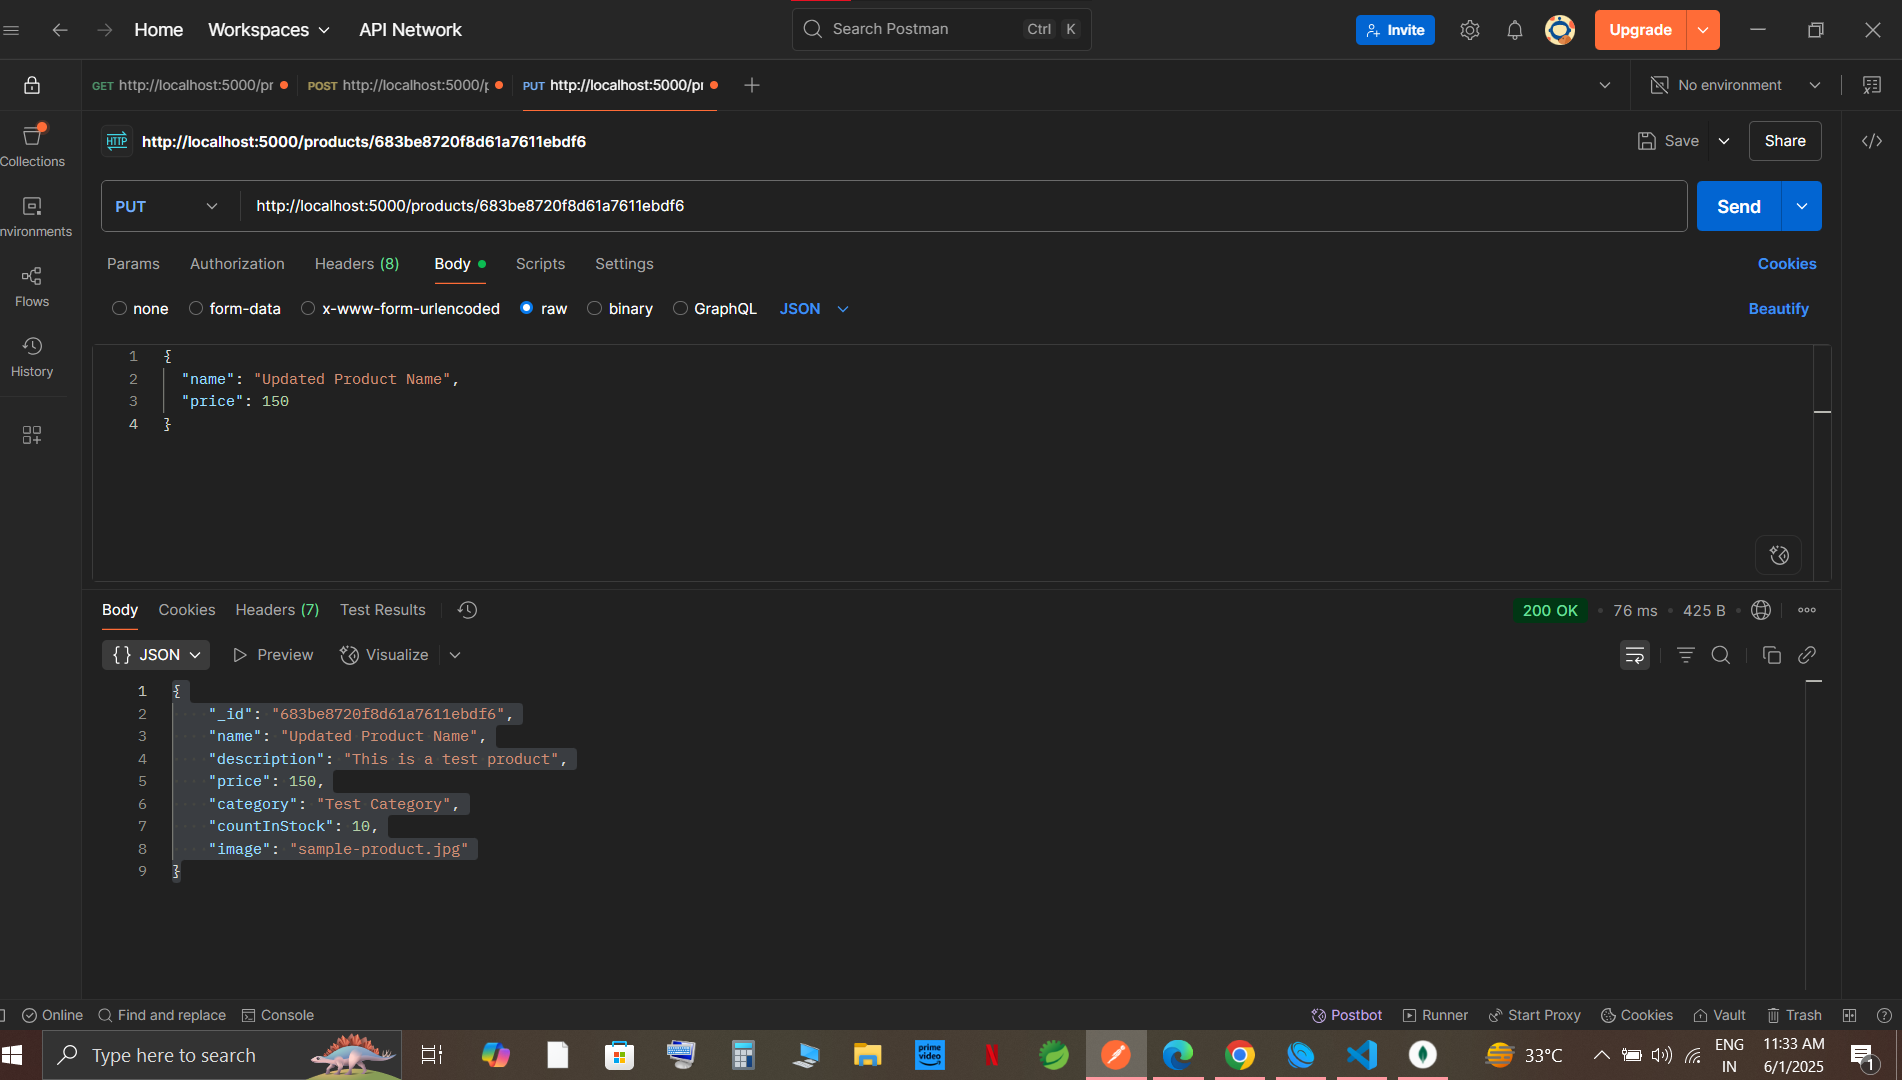 Home Workspaces API Network Search Postman Ctrl K Invite Upgrade
GET http://localhost:5000/pr POST http://localhost:5000/p PUT http://localhost:5000/pr No environment
HTTP http://localhost:5000/products/683be8720f8d61a7611ebdf6 Save Share
Collections
PUT http://localhost:5000/products/683be8720f8d61a7611ebdf6 Send
nvironments
Params Authorization Headers (8) Body Scripts Settings Cookies
Flows
none form-data x-www-form-urlencoded raw binary GraphQL JSON Beautify
History
1 {
2 "name": "Updated Product Name",
3 "price": 150
4 }
Body Cookies Headers (7) Test Results 200 OK 76 ms 425 B
{} JSON Preview Visualize
1 {
2 "_id": "683be8720f8d61a7611ebdf6",
3 "name": "Updated Product Name",
4 "description": "This is a test product",
5 "price": 150,
6 "category": "Test Category",
7 "countInStock": 10,
8 "image": "sample-product.jpg"
9 }
Online Find and replace Console Postbot Runner Start Proxy Cookies Vault Trash
Type here to search prime video 33°C ENG IN 11:33 AM 6/1/2025 1